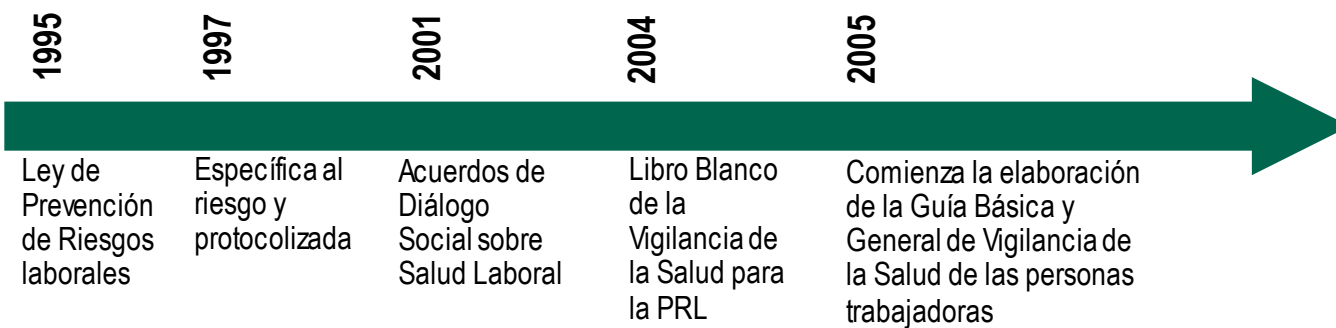 1995
1997
2001
2004
2005
Ley de
Prevención
de Riesgos
laborales
Específica al
riesgo y
protocolizada
Acuerdos de
Diálogo
Social sobre
Salud Laboral
Libro Blanco
de la
Vigilancia de
la Salud para
la PRL
Comienza la elaboración
de la Guía Básica y
General de Vigilancia de
la Salud de las personas
trabajadoras